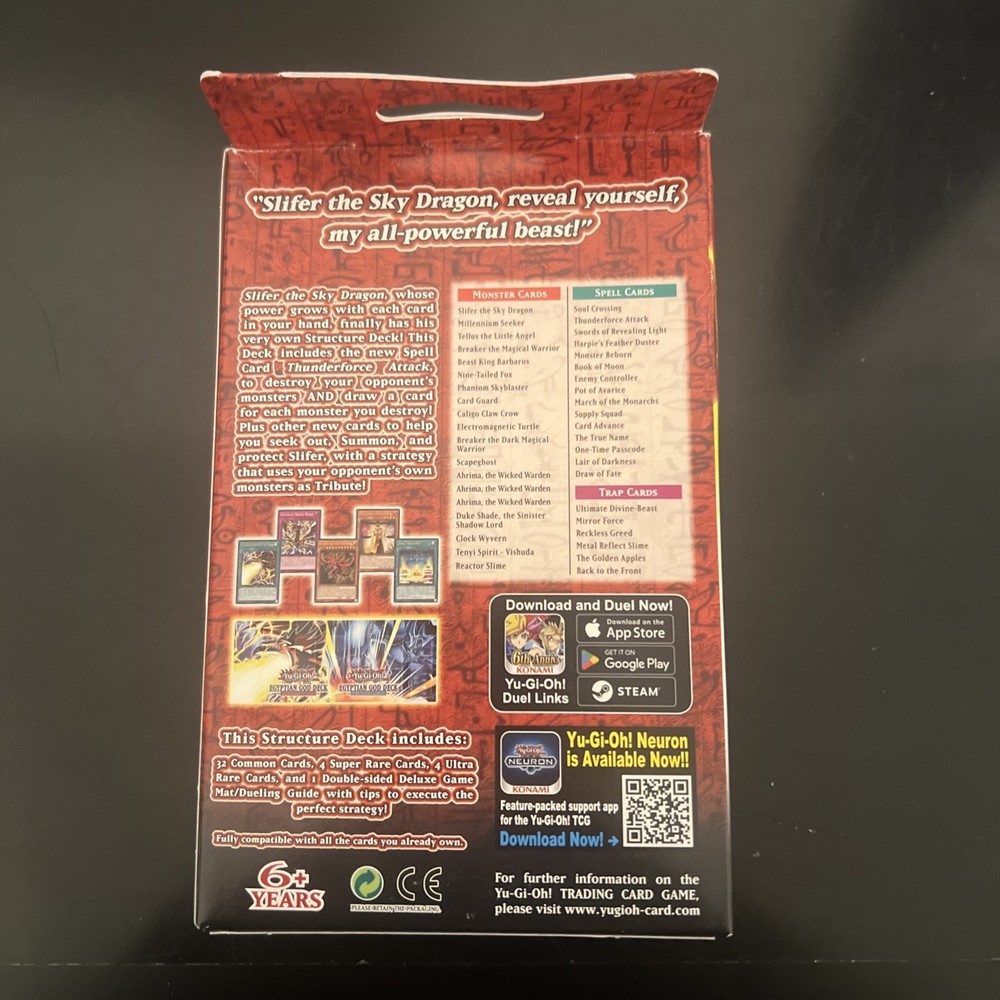 "Slifer the Sky Dragon, reveal yourself,
my all-powerful beast!"
Slifer the Sky Dragon, whose
power grows with each card
in your hand, finally has his
very own Structure Deck! This
Deck includes the new Spell
Card Thunderforce Attack,
to destroy your opponent's
monsters AND draw a card
for each monster you destroy!
Plus other new cards to help
you seek out, Summon, and
protect Slifer, with a strategy
that uses your opponent's own
monsters as Tribute!
MONSTER CARDS
Slifer the Sky Dragon
Millennium Seeker
Tellus the Little Angel
Breaker the Magical Warrior
Beast King Barbaros
Nine-Tailed Fox
Phantom Skyblaster
Card Guard
Caligo Claw Crow
Electromagnetic Turtle
Breaker the Dark Magical
Warrior
Scapeghost
Ahrima, the Wicked Warden
Ahrima, the Wicked Warden
Ahrima, the Wicked Warden
Duke Shade, the Sinister
Shadow Lord
Clock Wyvern
Tenyi Spirit - Vishuda
Reactor Slime
SPELL CARDS
Soul Crossing
Thunderforce Attack
Swords of Revealing Light
Harpie's Feather Duster
Monster Reborn
Book of Moon
Enemy Controller
Pot of Avarice
March of the Monarchs
Supply Squad
Card Advance
The True Name
One-Time Passcode
Lair of Darkness
Draw of Fate
TRAP CARDS
Ultimate Divine-Beast
Mirror Force
Reckless Greed
Metal Reflect Slime
The Golden Apples
Back to the Front
Yu-Gi-Oh!
EGYPTIAN GOD DECK
Yu-Gi-Oh!
EGYPTIAN GOD DECK
Download and Duel Now!
6th Anniv.
KONAMI
Yu-Gi-Oh!
Duel Links
Download on the
App Store
GET IT ON
Google Play
STEAM
This Structure Deck includes:
32 Common Cards, 4 Super Rare Cards, 4 Ultra
Rare Cards, and 1 Double-sided Deluxe Game
Mat/Dueling Guide with tips to execute the
perfect strategy!
Fully compatible with all the cards you already own.
NEURON
KONAMI
Yu-Gi-Oh! Neuron
is Available Now!!
Feature-packed support app
for the Yu-Gi-Oh! TCG
Download Now! →
6+
YEARS
PLEASE RETAIN THE PACKAGING.
CE
For further information on the
Yu-Gi-Oh! TRADING CARD GAME,
please visit www.yugioh-card.com